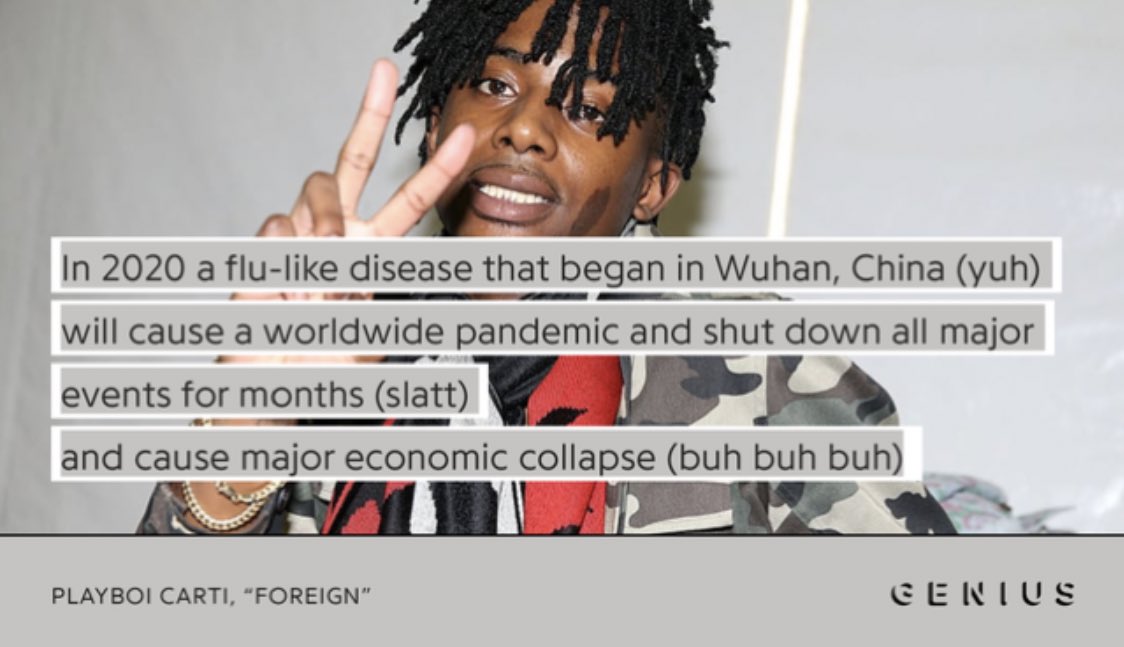 In 2020 a flu-like disease that began in Wuhan, China (yuh)
will cause a worldwide pandemic and shut down all major
events for months (slatt)
and cause major economic collapse (buh buh buh)
PLAYBOI CARTI, “FOREIGN”
GENIUS